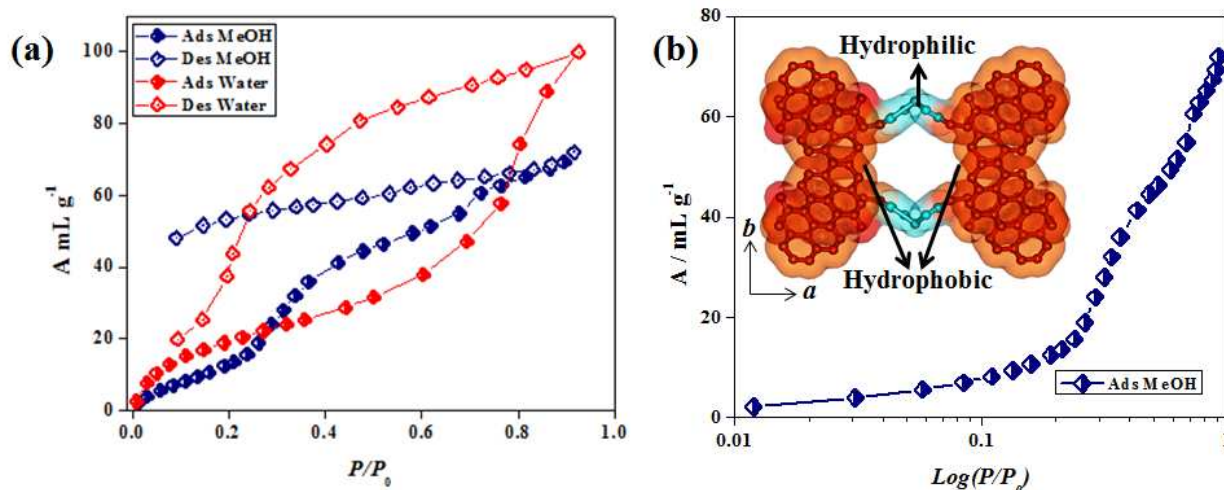 (a)
A mL g-1
100
80
60
40
20
0
Ads MeOH
Des MeOH
Ads Water
Des Water
0.0 0.2 0.4 0.6 0.8 1.0
P/P0
(b)
A / mL g-1
80
60
40
20
0
Hydrophilic
Hydrophobic
b
a
Ads MeOH
0.01 0.1
Log(P/P0)